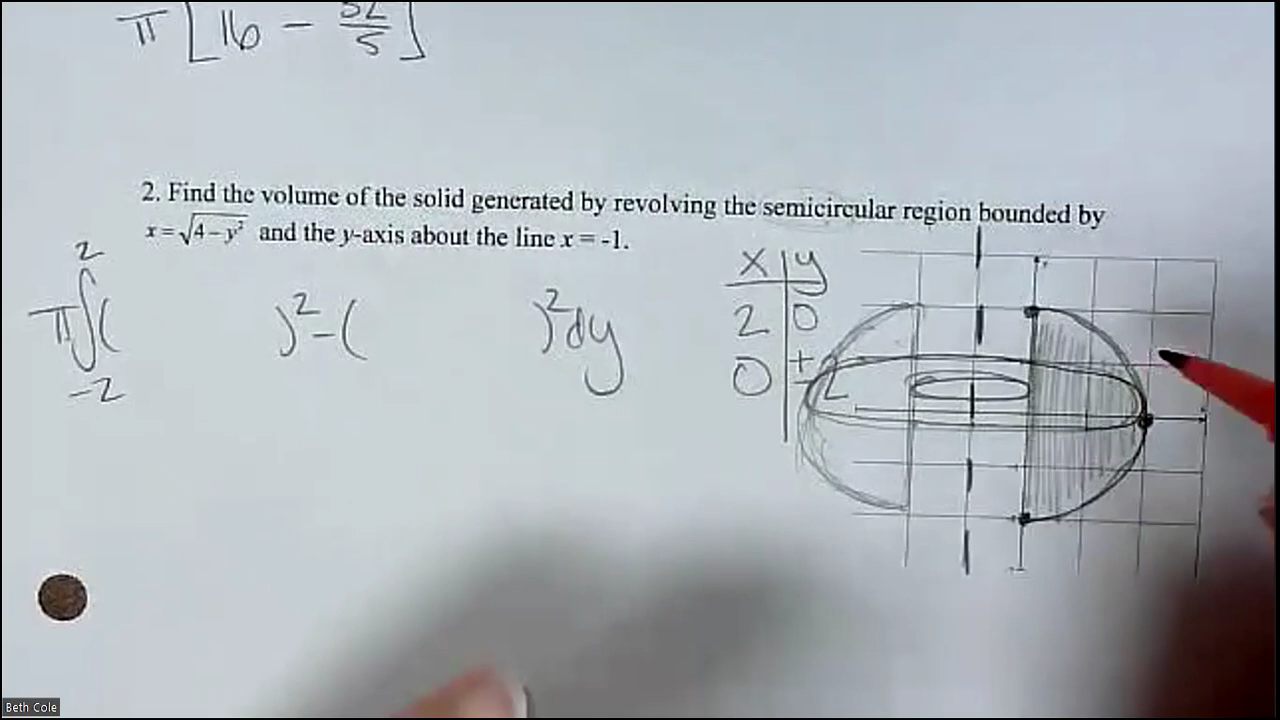 π[16 - 32/5]
2. Find the volume of the solid generated by revolving the semicircular region bounded by
x = √4 - y² and the y-axis about the line x = -1.
π∫ 2 -2 ( )² - ( )² dy
x | y
2 | 0
0 | ±2
Beth Cole